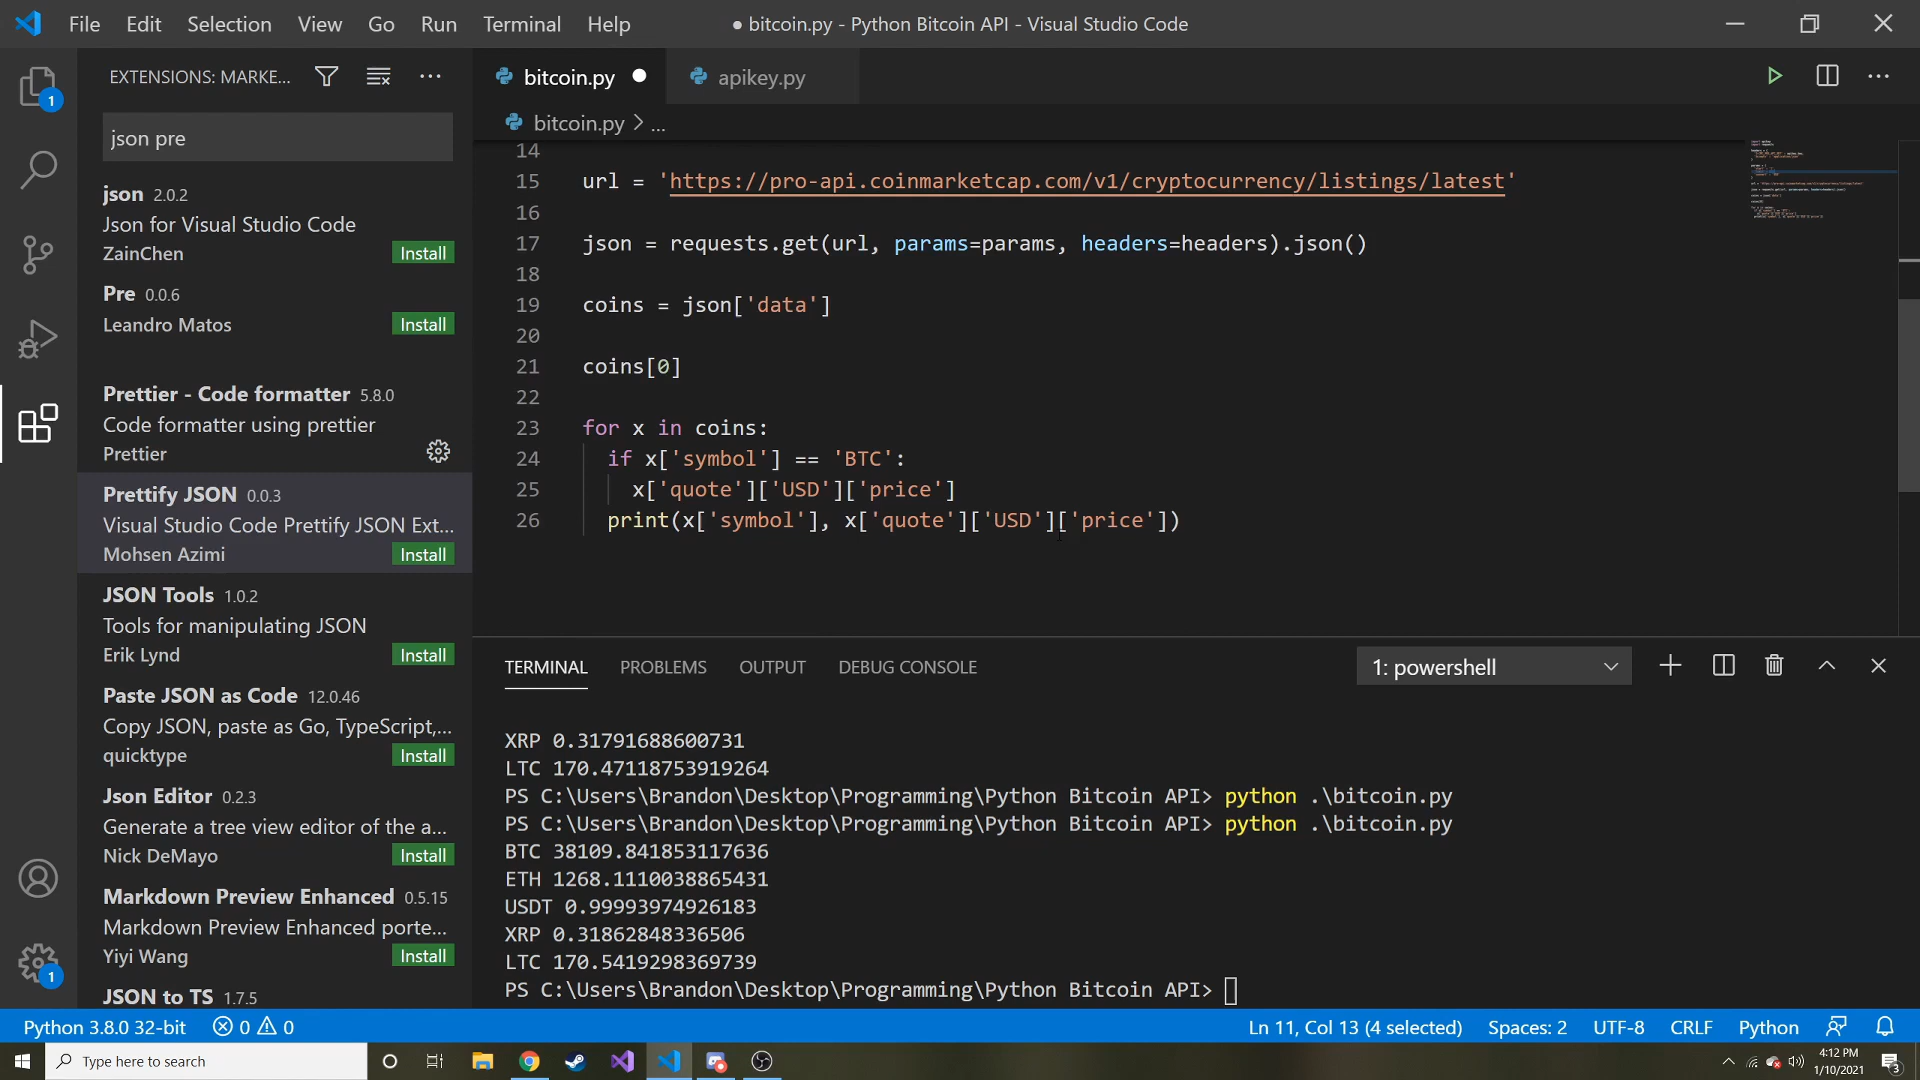 File Edit Selection View Go Run Terminal Help ● bitcoin.py - Python Bitcoin API - Visual Studio Code
EXTENSIONS: MARKE...
bitcoin.py
apikey.py
bitcoin.py > ...
json pre
json 2.0.2
Json for Visual Studio Code
ZainChen Install
Pre 0.0.6
Leandro Matos Install
Prettier - Code formatter 5.8.0
Code formatter using prettier
Prettier
Prettify JSON 0.0.3
Visual Studio Code Prettify JSON Ext...
Mohsen Azimi Install
JSON Tools 1.0.2
Tools for manipulating JSON
Erik Lynd Install
Paste JSON as Code 12.0.46
Copy JSON, paste as Go, TypeScript,...
quicktype Install
Json Editor 0.2.3
Generate a tree view editor of the a...
Nick DeMayo Install
Markdown Preview Enhanced 0.5.15
Markdown Preview Enhanced porte...
Yiyi Wang Install
JSON to TS 1.7.5
14
15 url = 'https://pro-api.coinmarketcap.com/v1/cryptocurrency/listings/latest'
16
17 json = requests.get(url, params=params, headers=headers).json()
18
19 coins = json['data']
20
21 coins[0]
22
23 for x in coins:
24 if x['symbol'] == 'BTC':
25 x['quote']['USD']['price']
26 print(x['symbol'], x['quote']['USD']['price'])
TERMINAL PROBLEMS OUTPUT DEBUG CONSOLE 1: powershell
XRP 0.31791688600731
LTC 170.47118753919264
PS C:\Users\Brandon\Desktop\Programming\Python Bitcoin API> python .\bitcoin.py
PS C:\Users\Brandon\Desktop\Programming\Python Bitcoin API> python .\bitcoin.py
BTC 38109.841853117636
ETH 1268.1110038865431
USDT 0.99993974926183
XRP 0.31862848336506
LTC 170.5419298369739
PS C:\Users\Brandon\Desktop\Programming\Python Bitcoin API>
1
1
Python 3.8.0 32-bit 0 0 Ln 11, Col 13 (4 selected) Spaces: 2 UTF-8 CRLF Python
Type here to search
4:12 PM
1/10/2021
3